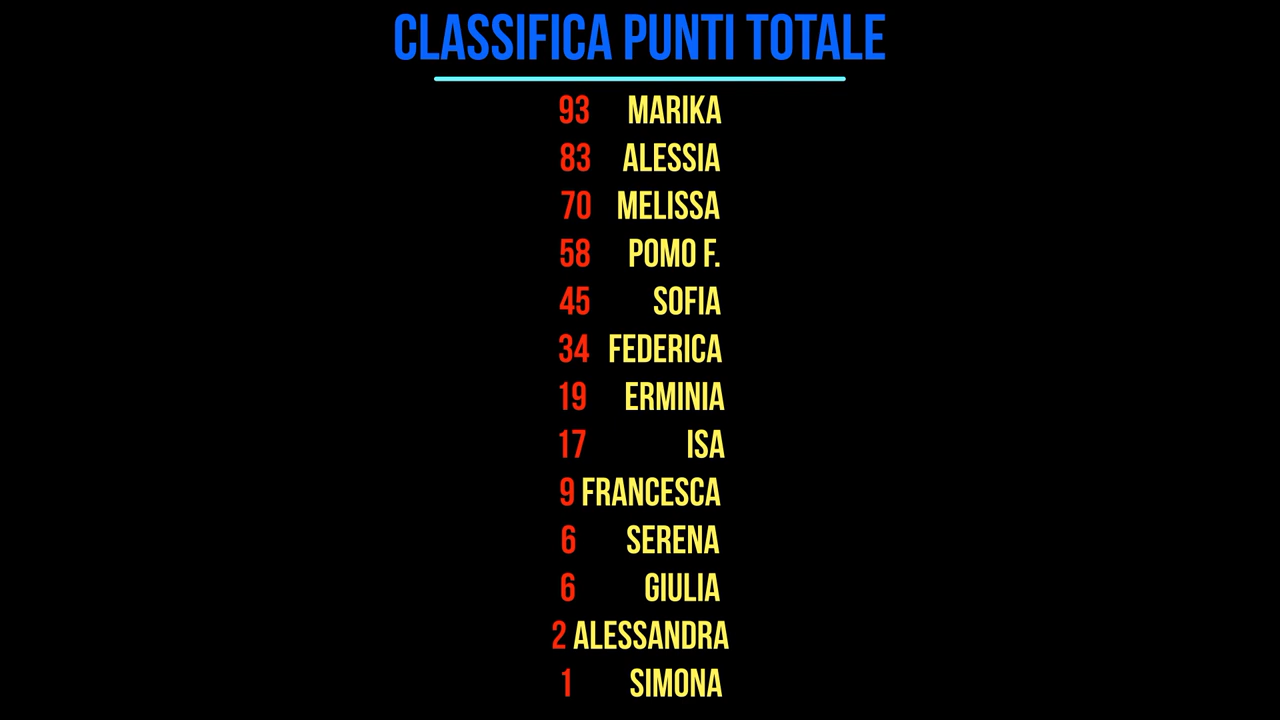 CLASSIFICA PUNTI TOTALE
93 MARIKA
83 ALESSIA
70 MELISSA
58 POMO F.
45 SOFIA
34 FEDERICA
19 ERMINIA
17 ISA
9 FRANCESCA
6 SERENA
6 GIULIA
2 ALESSANDRA
1 SIMONA